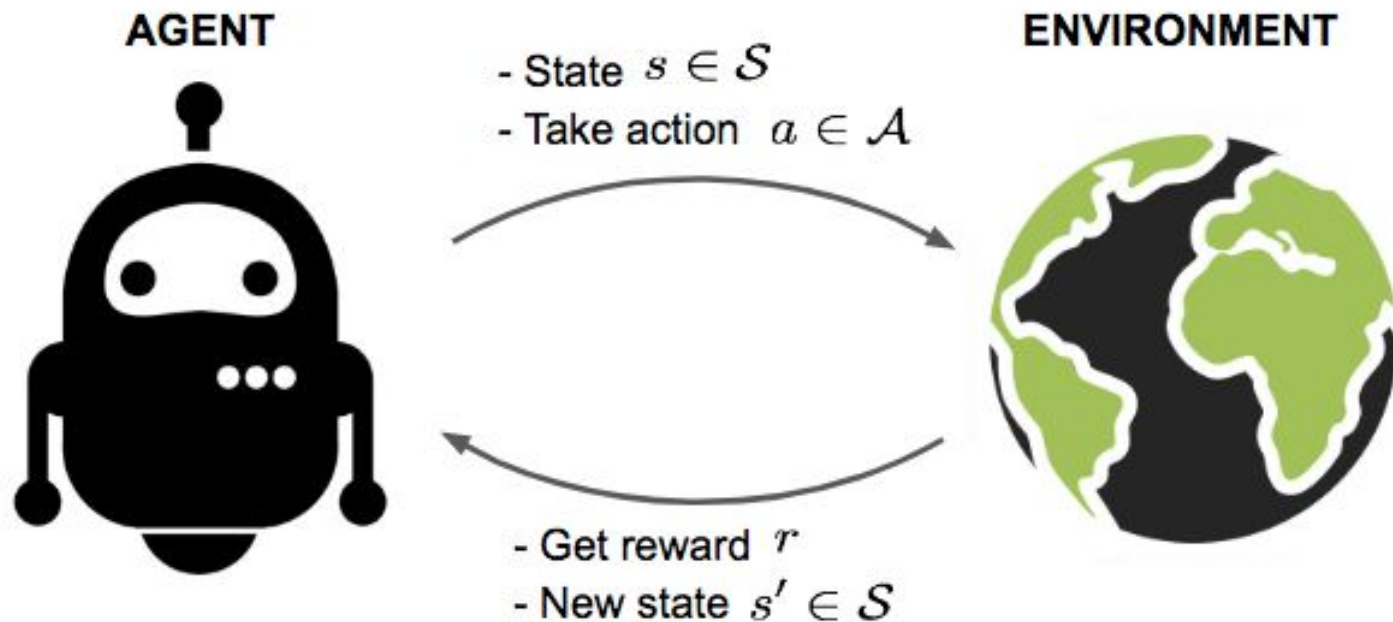 AGENT
ENVIRONMENT
- State s ∈ 𝒮
- Take action a ∈ 𝒜
- Get reward r
- New state s′ ∈ 𝒮